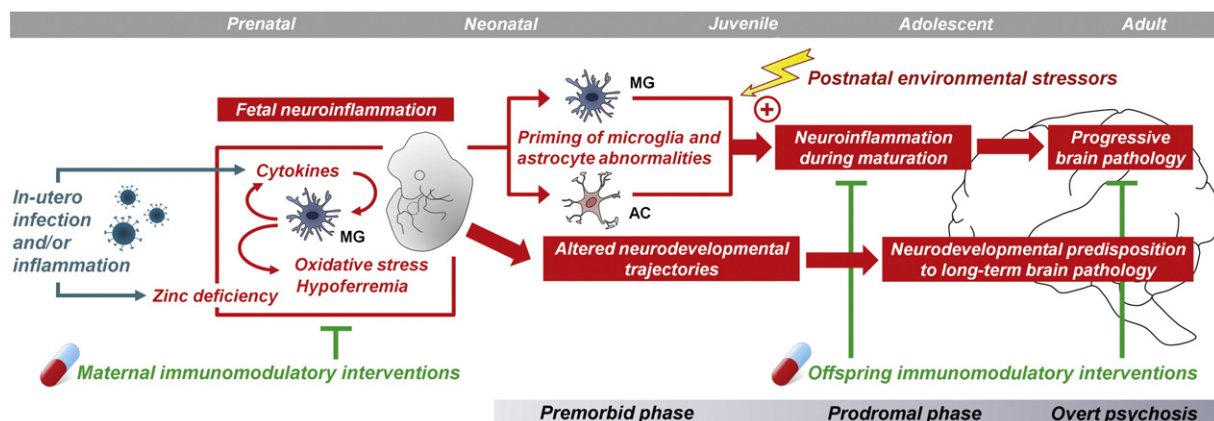 Prenatal Neonatal Juvenile Adolescent Adult
Postnatal environmental stressors
MG
Fetal neuroinflammation
Priming of microglia and
astrocyte abnormalities
AC
Neuroinflammation
during maturation
Progressive
brain pathology
In-utero
infection
and/or
inflammation
Cytokines
MG
Oxidative stress
Hypoferremia
Zinc deficiency
Altered neurodevelopmental
trajectories
Neurodevelopmental predisposition
to long-term brain pathology
Maternal immunomodulatory interventions
Offspring immunomodulatory interventions
Premorbid phase Prodromal phase Overt psychosis